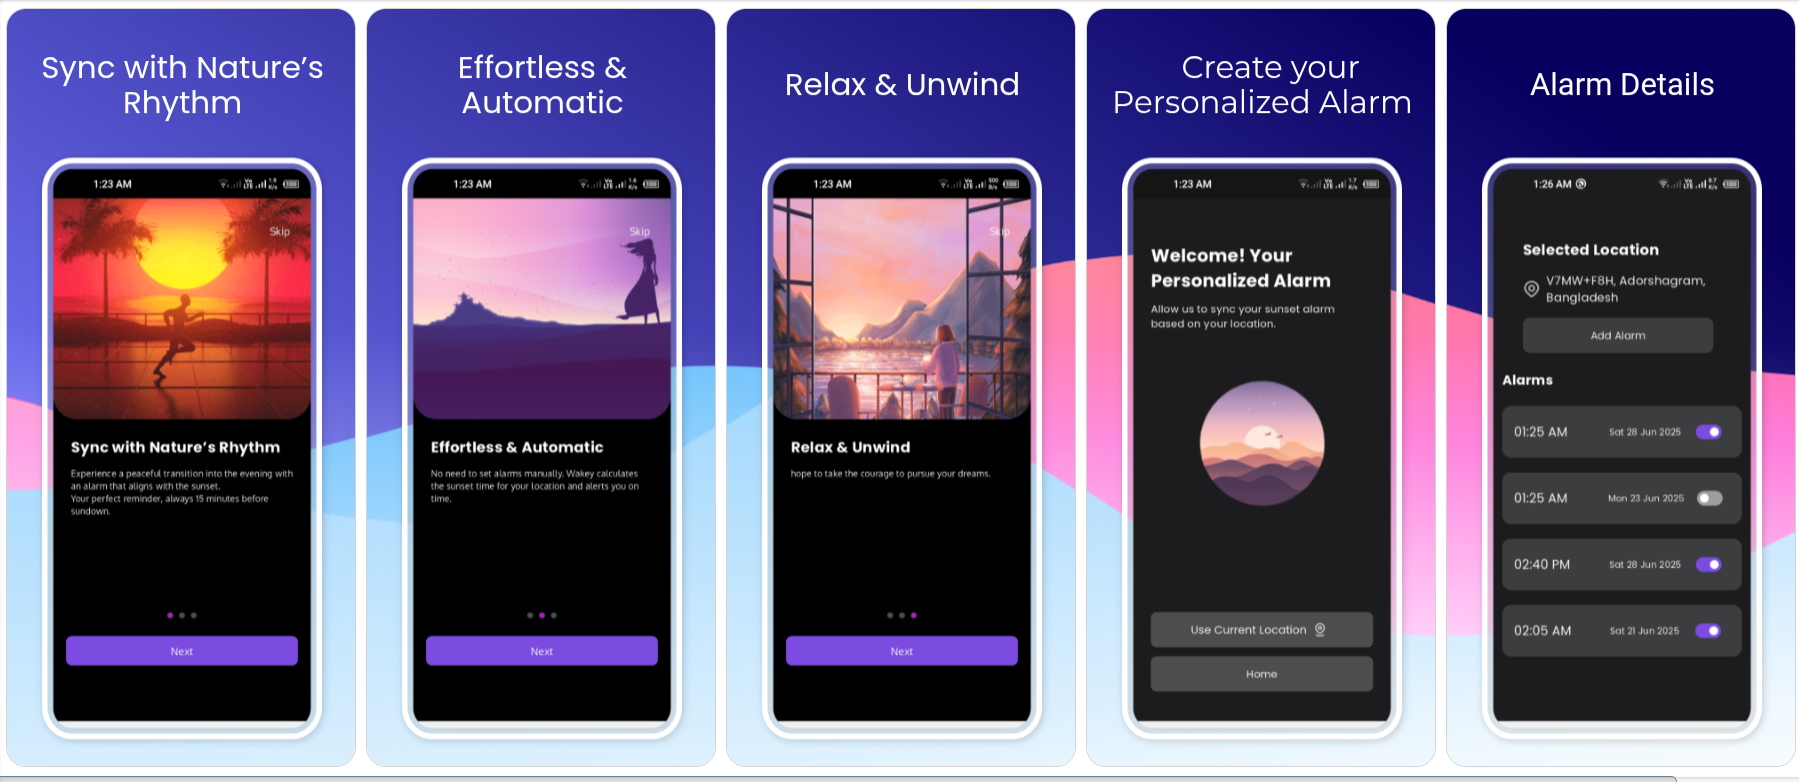 Sync with Nature's
Rhythm
1:23 AM
Skip
Sync with Nature's Rhythm
Experience a peaceful transition into the evening with
an alarm that aligns with the sunset.
Your perfect reminder, always 15 minutes before
sundown.
Next
Effortless &
Automatic
1:23 AM
Skip
Effortless & Automatic
No need to set alarms manually. Wakey calculates
the sunset time for your location and alerts you on
time.
Next
Relax & Unwind
1:23 AM
Skip
Relax & Unwind
hope to take the courage to pursue your dreams.
Next
Create your
Personalized Alarm
1:23 AM
Welcome! Your
Personalized Alarm
Allow us to sync your sunset alarm
based on your location.
Use Current Location
Home
Alarm Details
1:26 AM
Selected Location
V7MW+F8H, Adorshagram,
Bangladesh
Add Alarm
Alarms
01:25 AM Sat 28 Jun 2025
01:25 AM Mon 23 Jun 2025
02:40 PM Sat 28 Jun 2025
02:05 AM Sat 21 Jun 2025